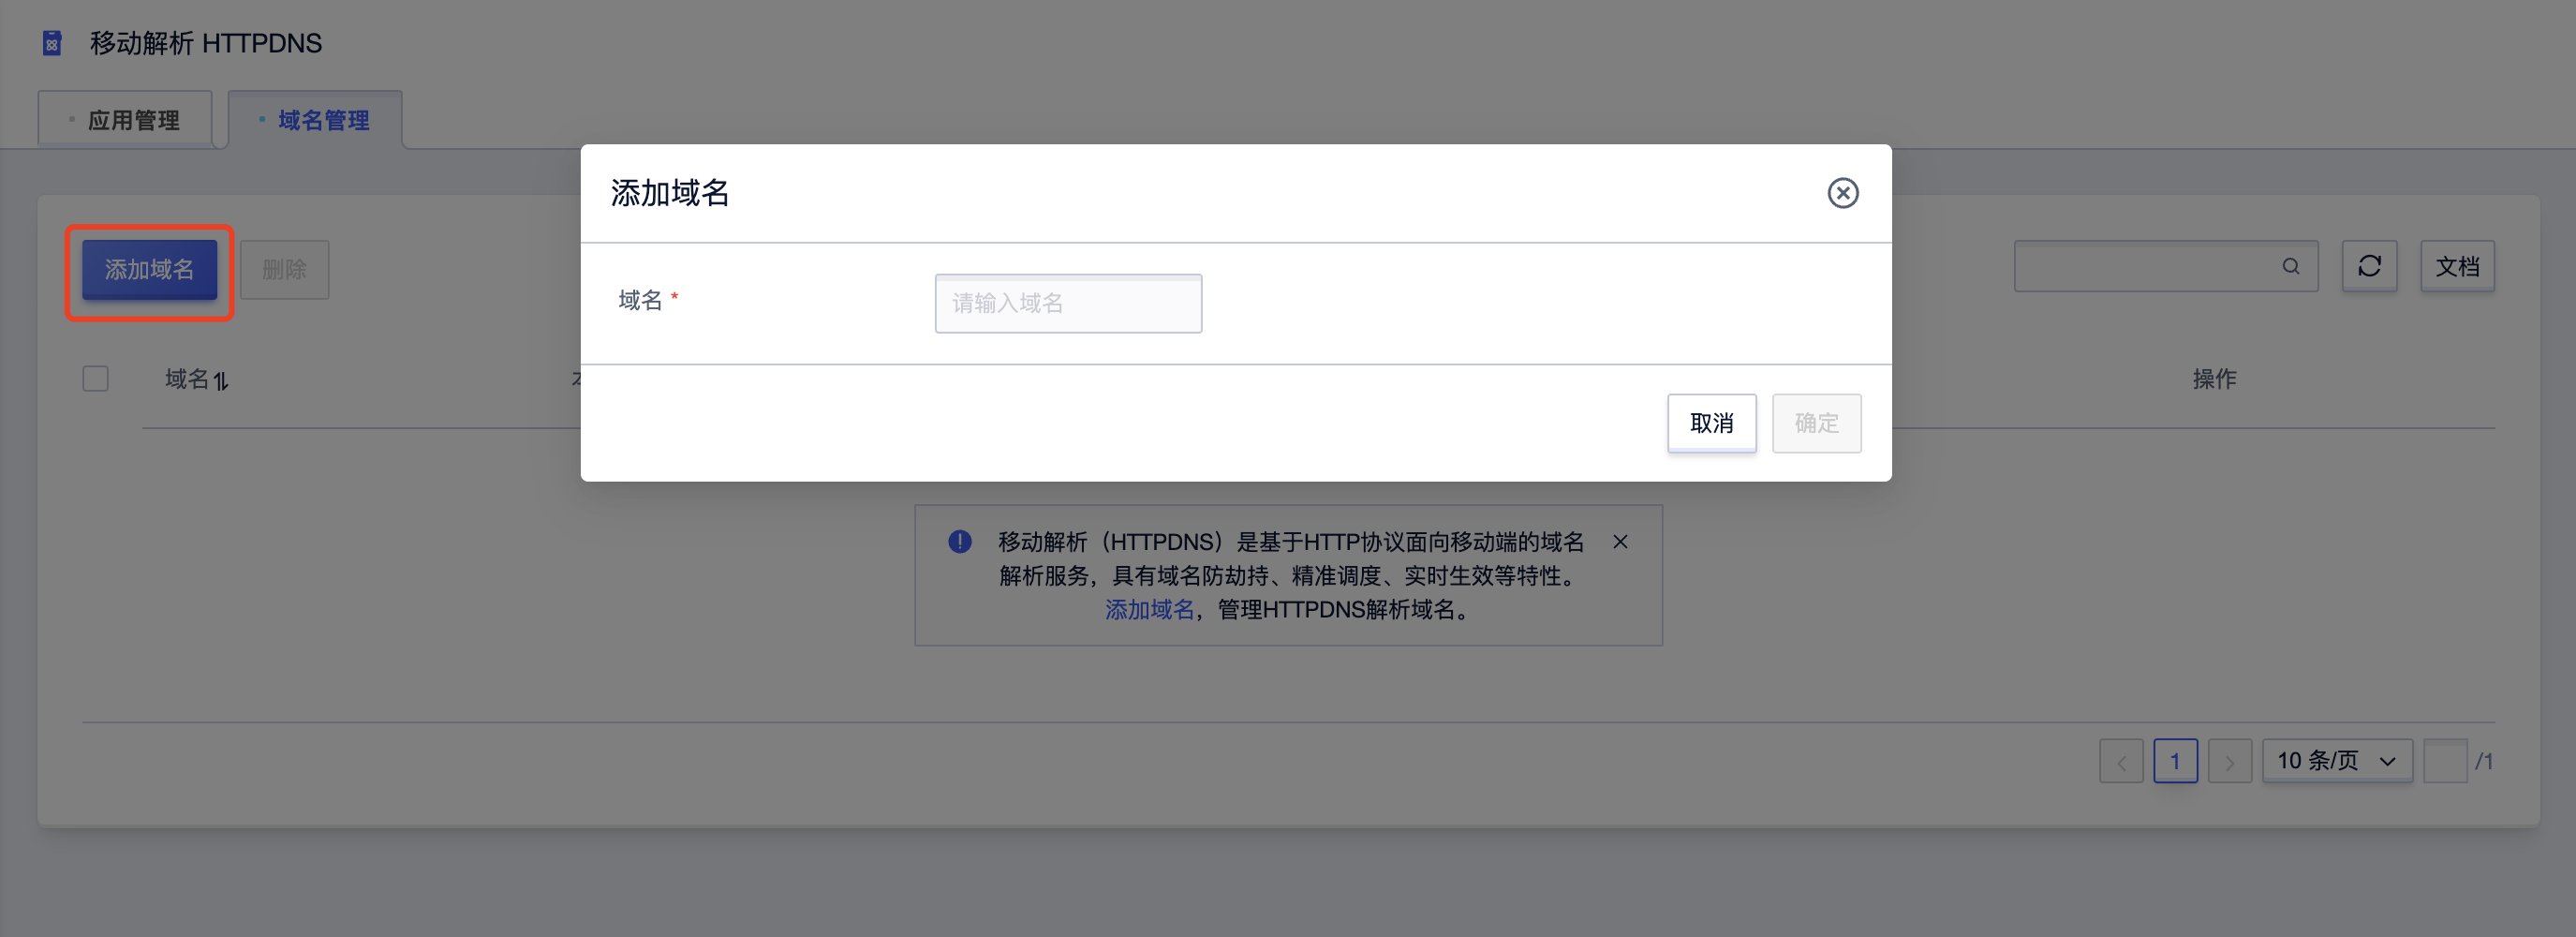 移动解析 HTTPDNS
应用管理
域名管理
添加域名
添加域名
删除
文档
域名 *
请输入域名
域名
操作
取消
确定
移动解析（HTTPDNS）是基于HTTP协议面向移动端的域名
解析服务，具有域名防劫持、精准调度、实时生效等特性。
添加域名，管理HTTPDNS解析域名。
1
10 条/页
/1